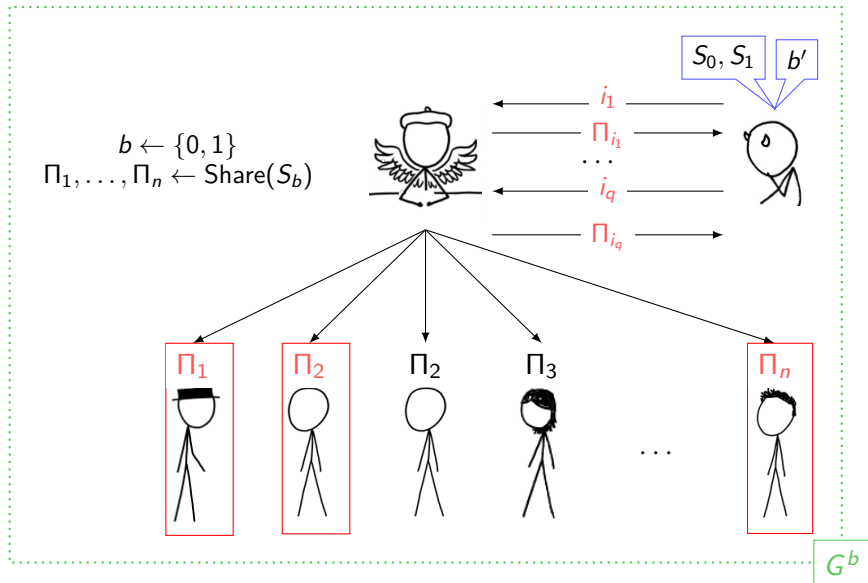 S₀, S₁
b′
i₁
Π_{i₁}
. . .
i_q
Π_{i_q}
b ← {0, 1}
Π₁, . . . , Πₙ ← Share(S_b)
Π₁
Π₂
Π₂
Π₃
Πₙ
. . .
G^b